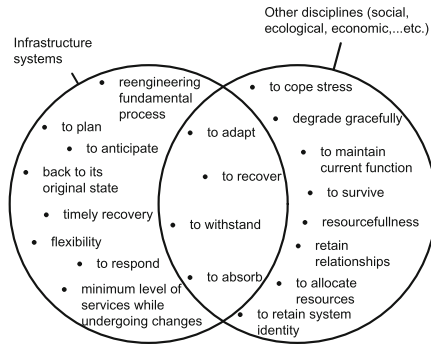 Other disciplines (social,
ecological, economic,...etc.)
Infrastructure
systems
• reengineering
fundamental
process
• to plan
• to anticipate
• back to its
original state
• timely recovery
• flexibility
• to respond
• minimum level of
services while
undergoing changes
• to adapt
• to recover
• to withstand
• to absorb
• to cope stress
• degrade gracefully
• to maintain
current function
• to survive
• resourcefullness
• retain
relationships
• to allocate
resources
• to retain system
identity